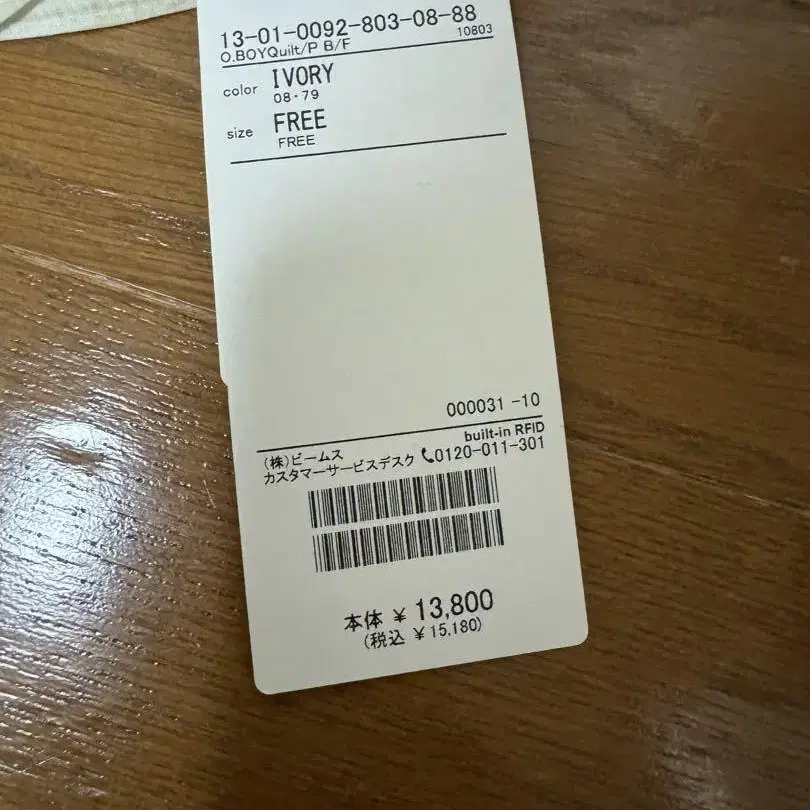 13-01-0092-803-08-88
O.BOYQuilt/P B/F 10803
color IVORY
08・79
size FREE
FREE
000031 -10
built-in RFID
(株)ビームス
カスタマーサービスデスク 0120-011-301
本体 ¥ 13,800
(税込 ¥ 15,180)